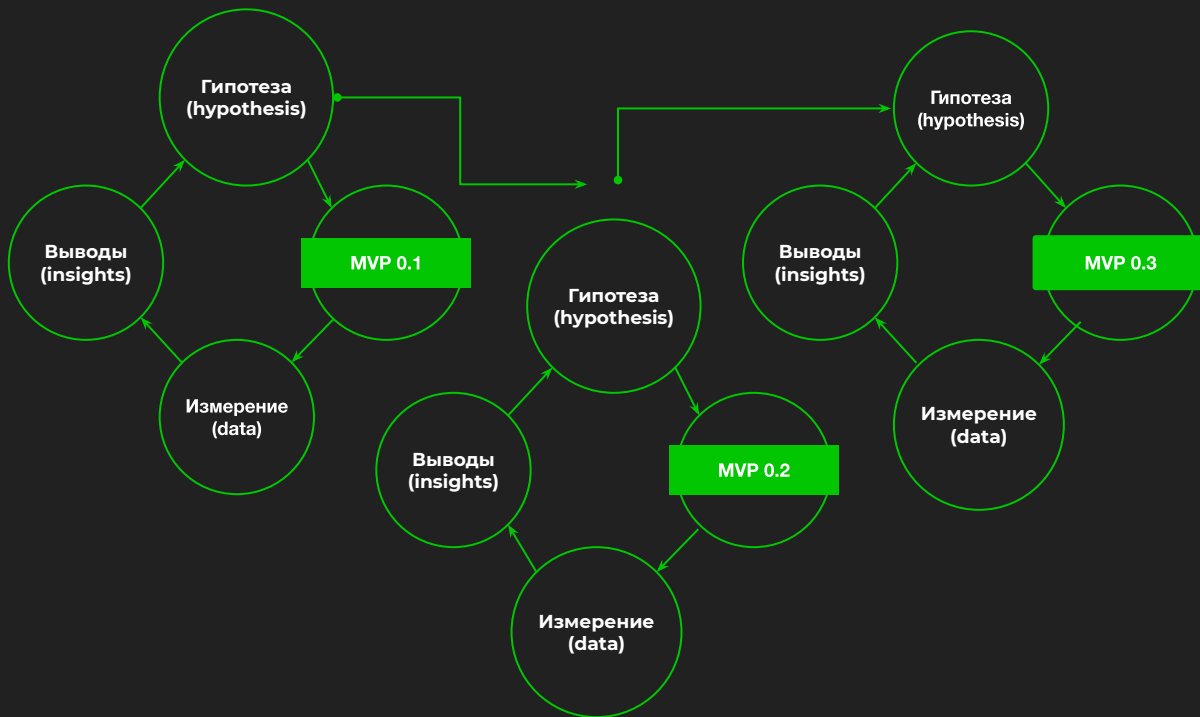 Гипотеза
(hypothesis)
Выводы
(insights)
MVP 0.1
Измерение
(data)
Гипотеза
(hypothesis)
Выводы
(insights)
MVP 0.2
Измерение
(data)
Гипотеза
(hypothesis)
Выводы
(insights)
MVP 0.3
Измерение
(data)